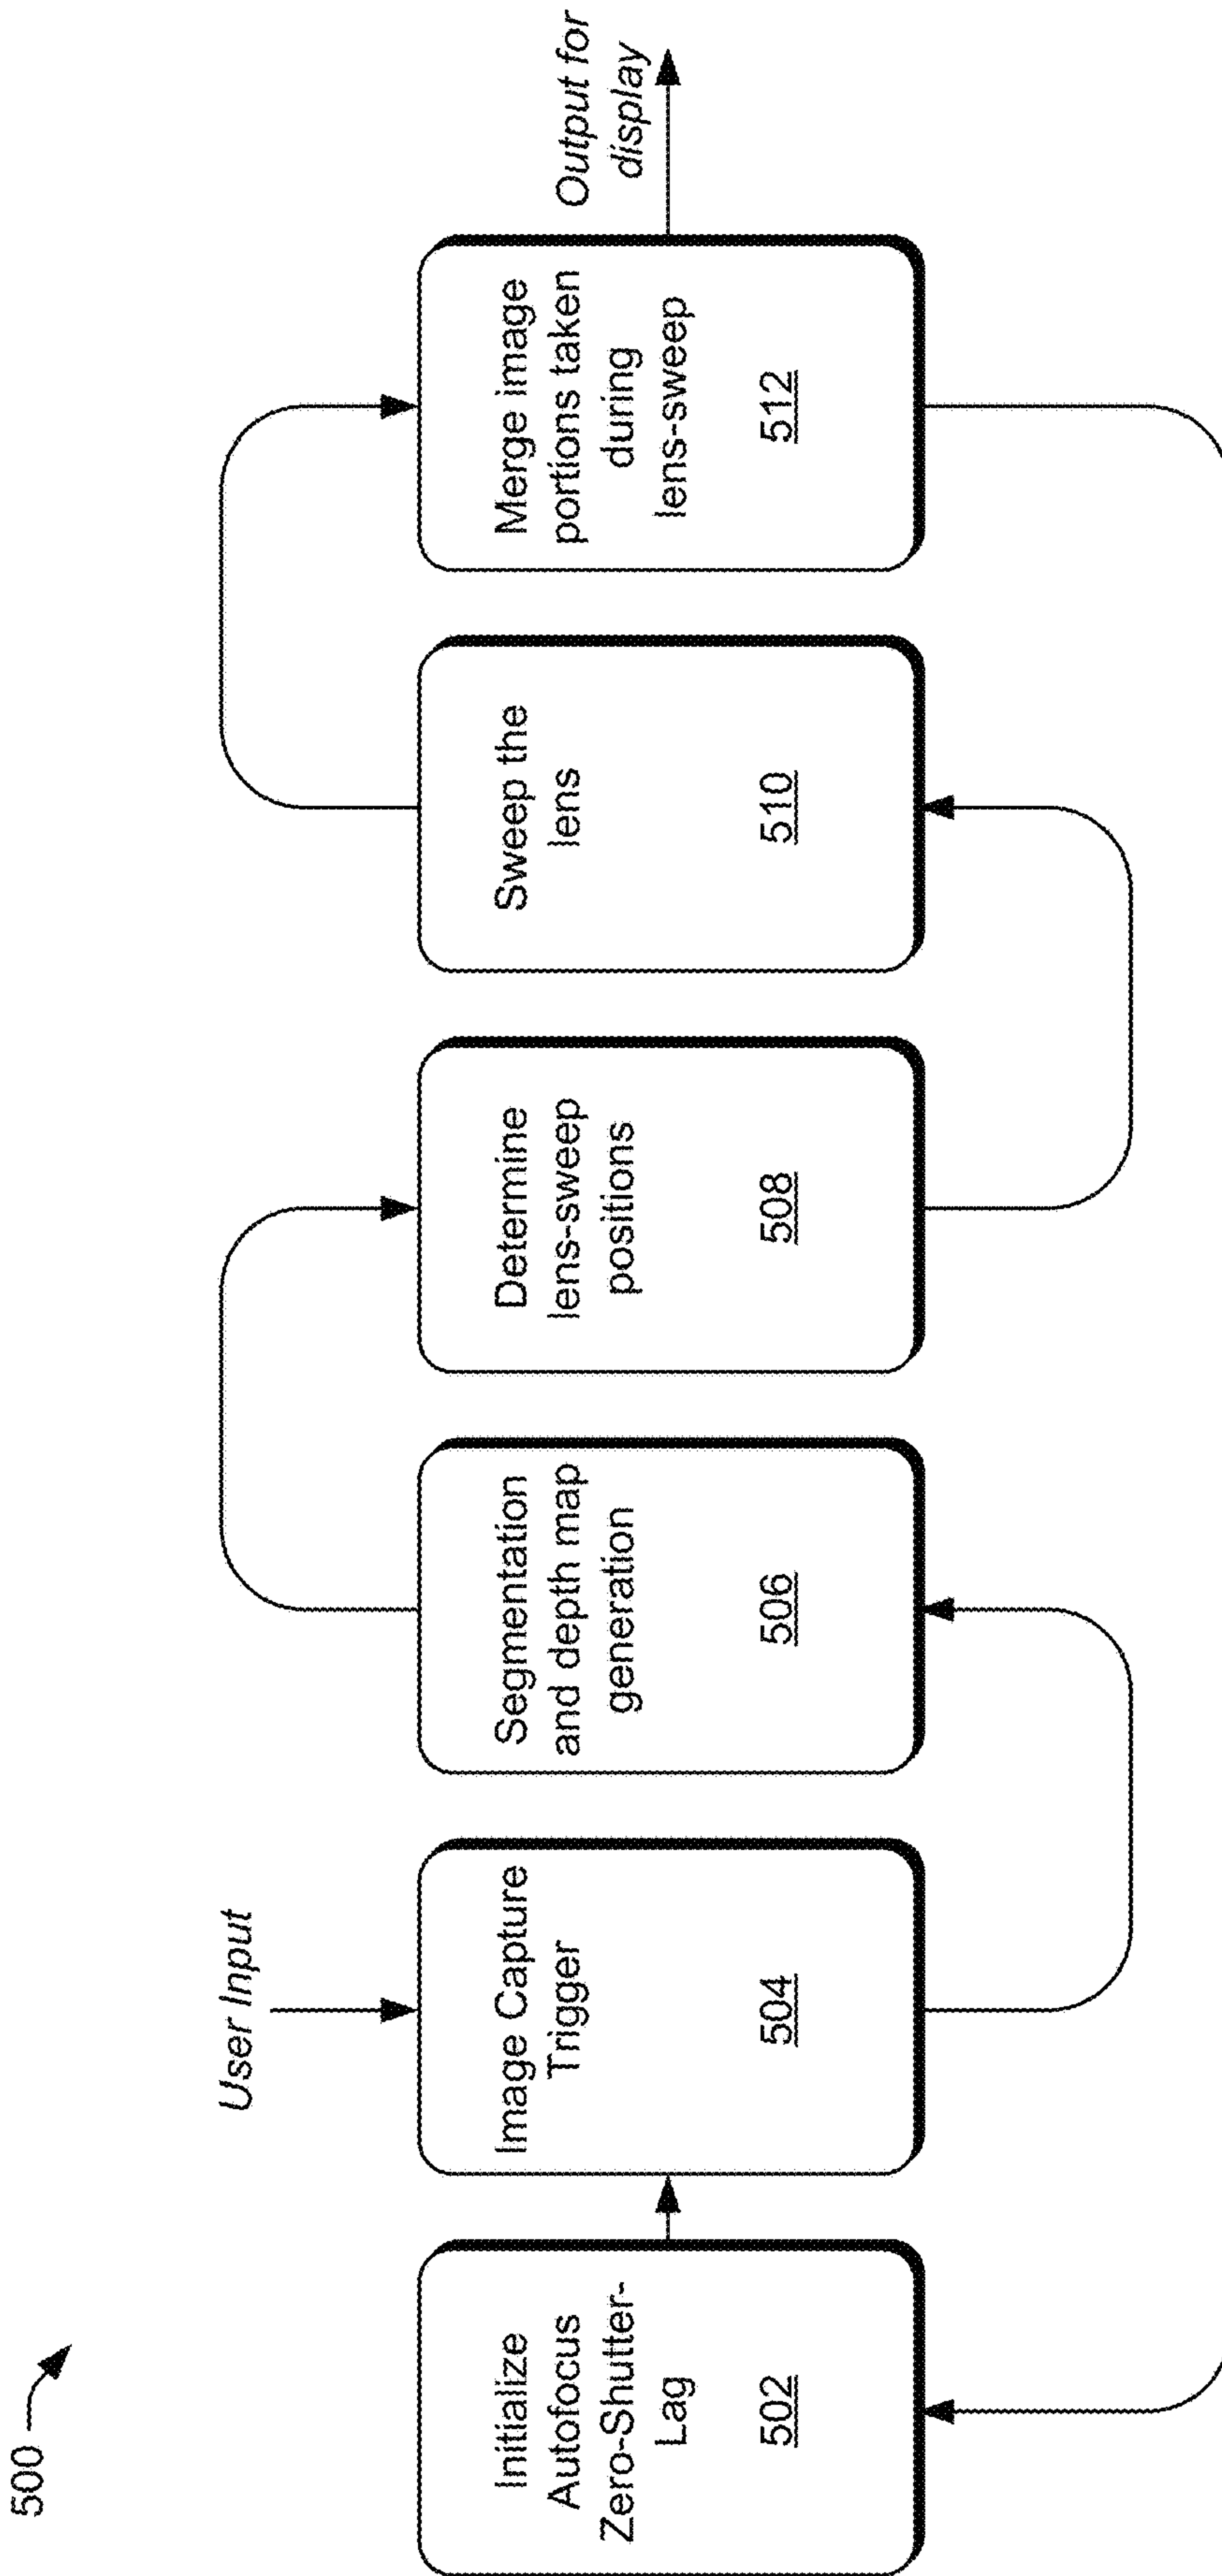 500
User Input
Output for
display
Initialize
Autofocus
Zero-Shutter-
Lag
502
Image Capture
Trigger
504
Segmentation
and depth map
generation
506
Determine
lens-sweep
positions
508
Sweep the
lens
510
Merge image
portions taken
during
lens-sweep
512